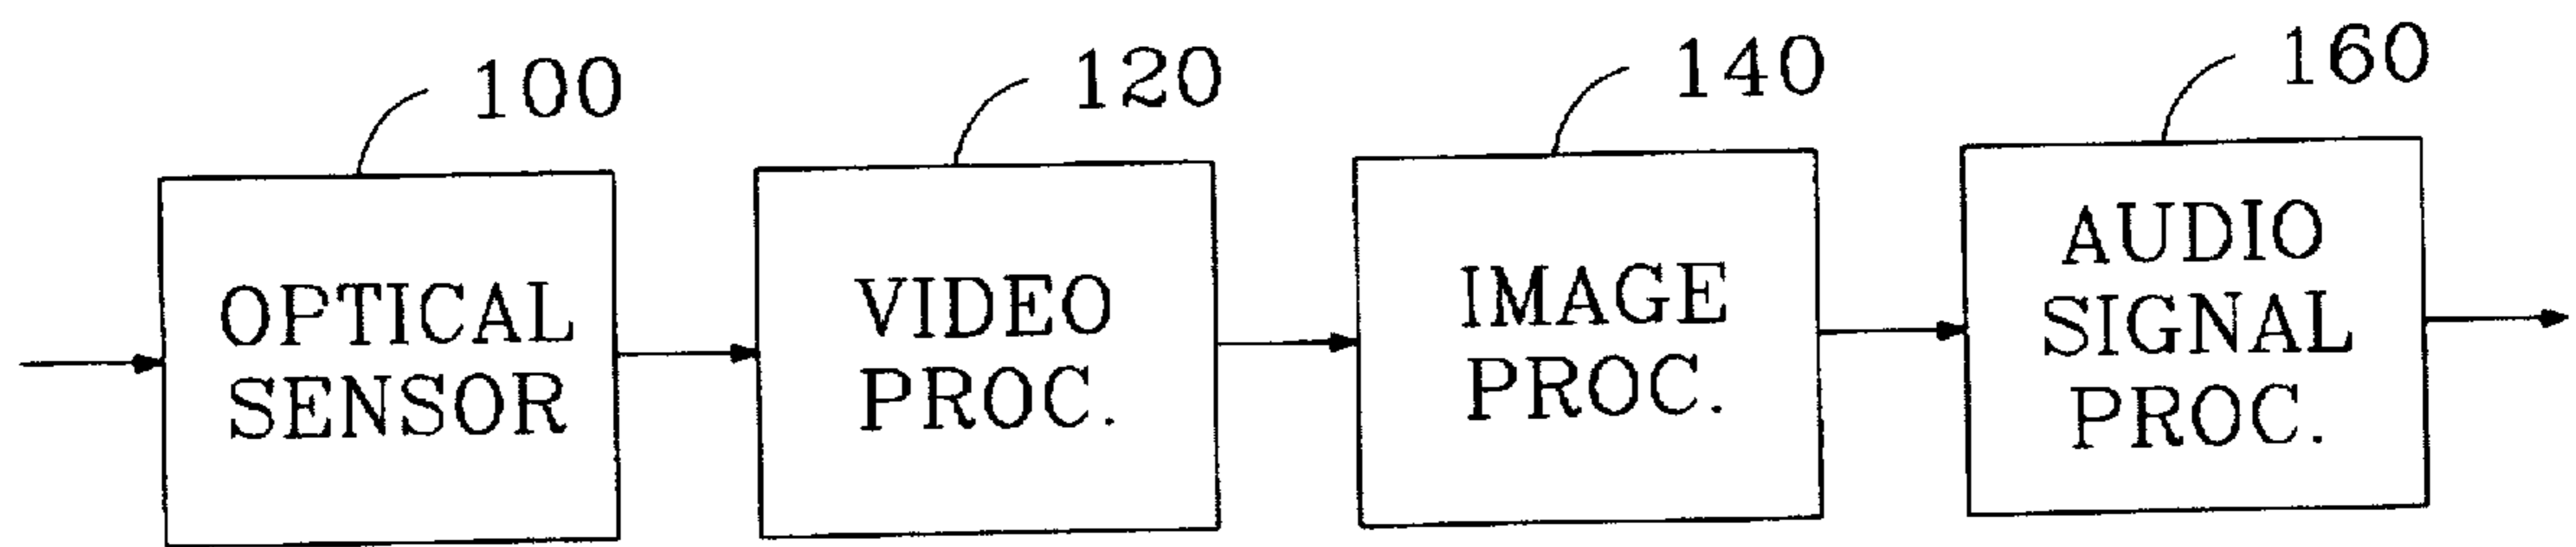 100
120
140
160
OPTICAL
SENSOR
VIDEO
PROC.
IMAGE
PROC.
AUDIO
SIGNAL
PROC.